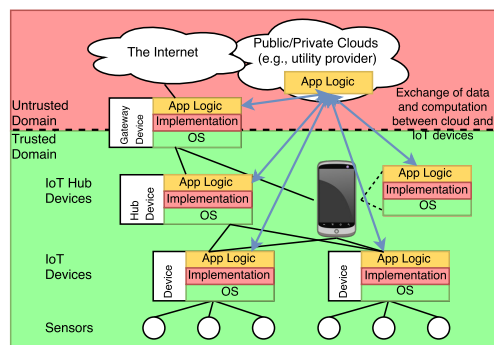 The Internet
Public/Private Clouds
(e.g., utility provider)
App Logic
Exchange of data
and computation
between cloud and
IoT devices
Untrusted
Domain
Trusted
Domain
Gateway
Device
App Logic
Implementation
OS
IoT Hub
Devices
Hub
Device
App Logic
Implementation
OS
App Logic
Implementation
OS
IoT
Devices
Device
App Logic
Implementation
OS
Device
App Logic
Implementation
OS
Sensors